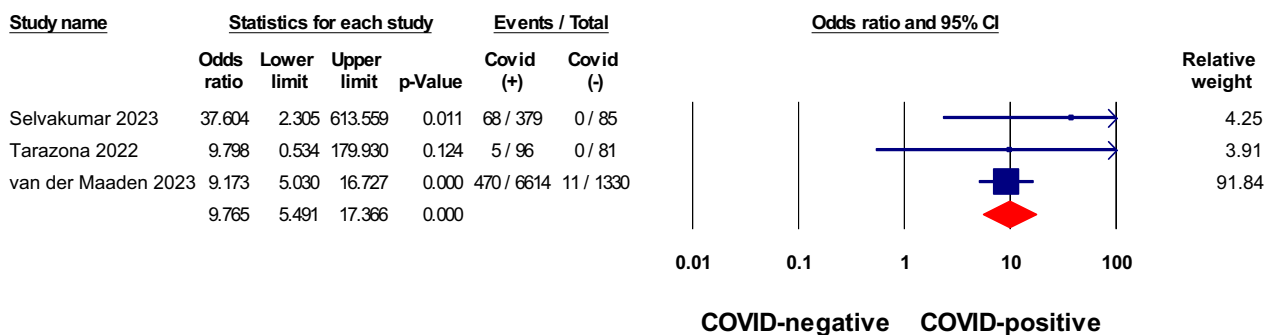 Study name Statistics for each study Events / Total Odds ratio and 95% CI
Odds Lower Upper Covid Covid Relative
ratio limit limit p-Value (+) (-) weight
Selvakumar 2023 37.604 2.305 613.559 0.011 68 / 379 0 / 85 4.25
Tarazona 2022 9.798 0.534 179.930 0.124 5 / 96 0 / 81 3.91
van der Maaden 2023 9.173 5.030 16.727 0.000 470 / 6614 11 / 1330 91.84
9.765 5.491 17.366 0.000
0.01 0.1 1 10 100
COVID-negative COVID-positive